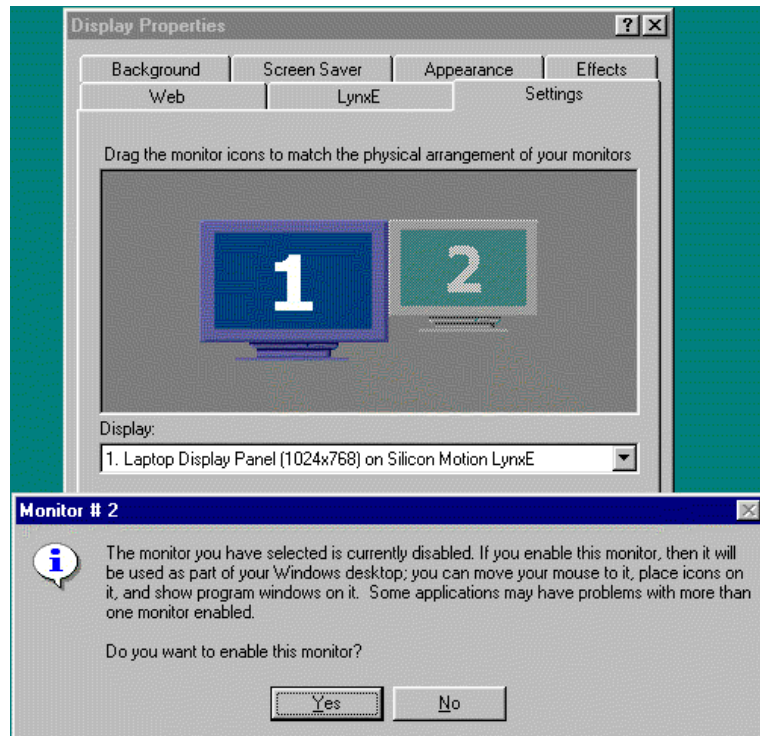 Display Properties
Background Screen Saver Appearance Effects
Web LynxE Settings
Drag the monitor icons to match the physical arrangement of your monitors
1 2
Display:
1. Laptop Display Panel (1024x768) on Silicon Motion LynxE
Monitor # 2
The monitor you have selected is currently disabled. If you enable this monitor, then it will
be used as part of your Windows desktop; you can move your mouse to it, place icons on
it, and show program windows on it. Some applications may have problems with more than
one monitor enabled.
Do you want to enable this monitor?
Yes No